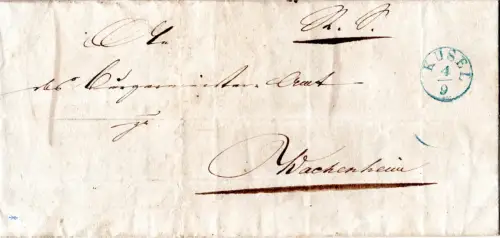 R. S.
KUSEL
4
9
An
das Bürgermeister-Amt
zu
Wachenheim